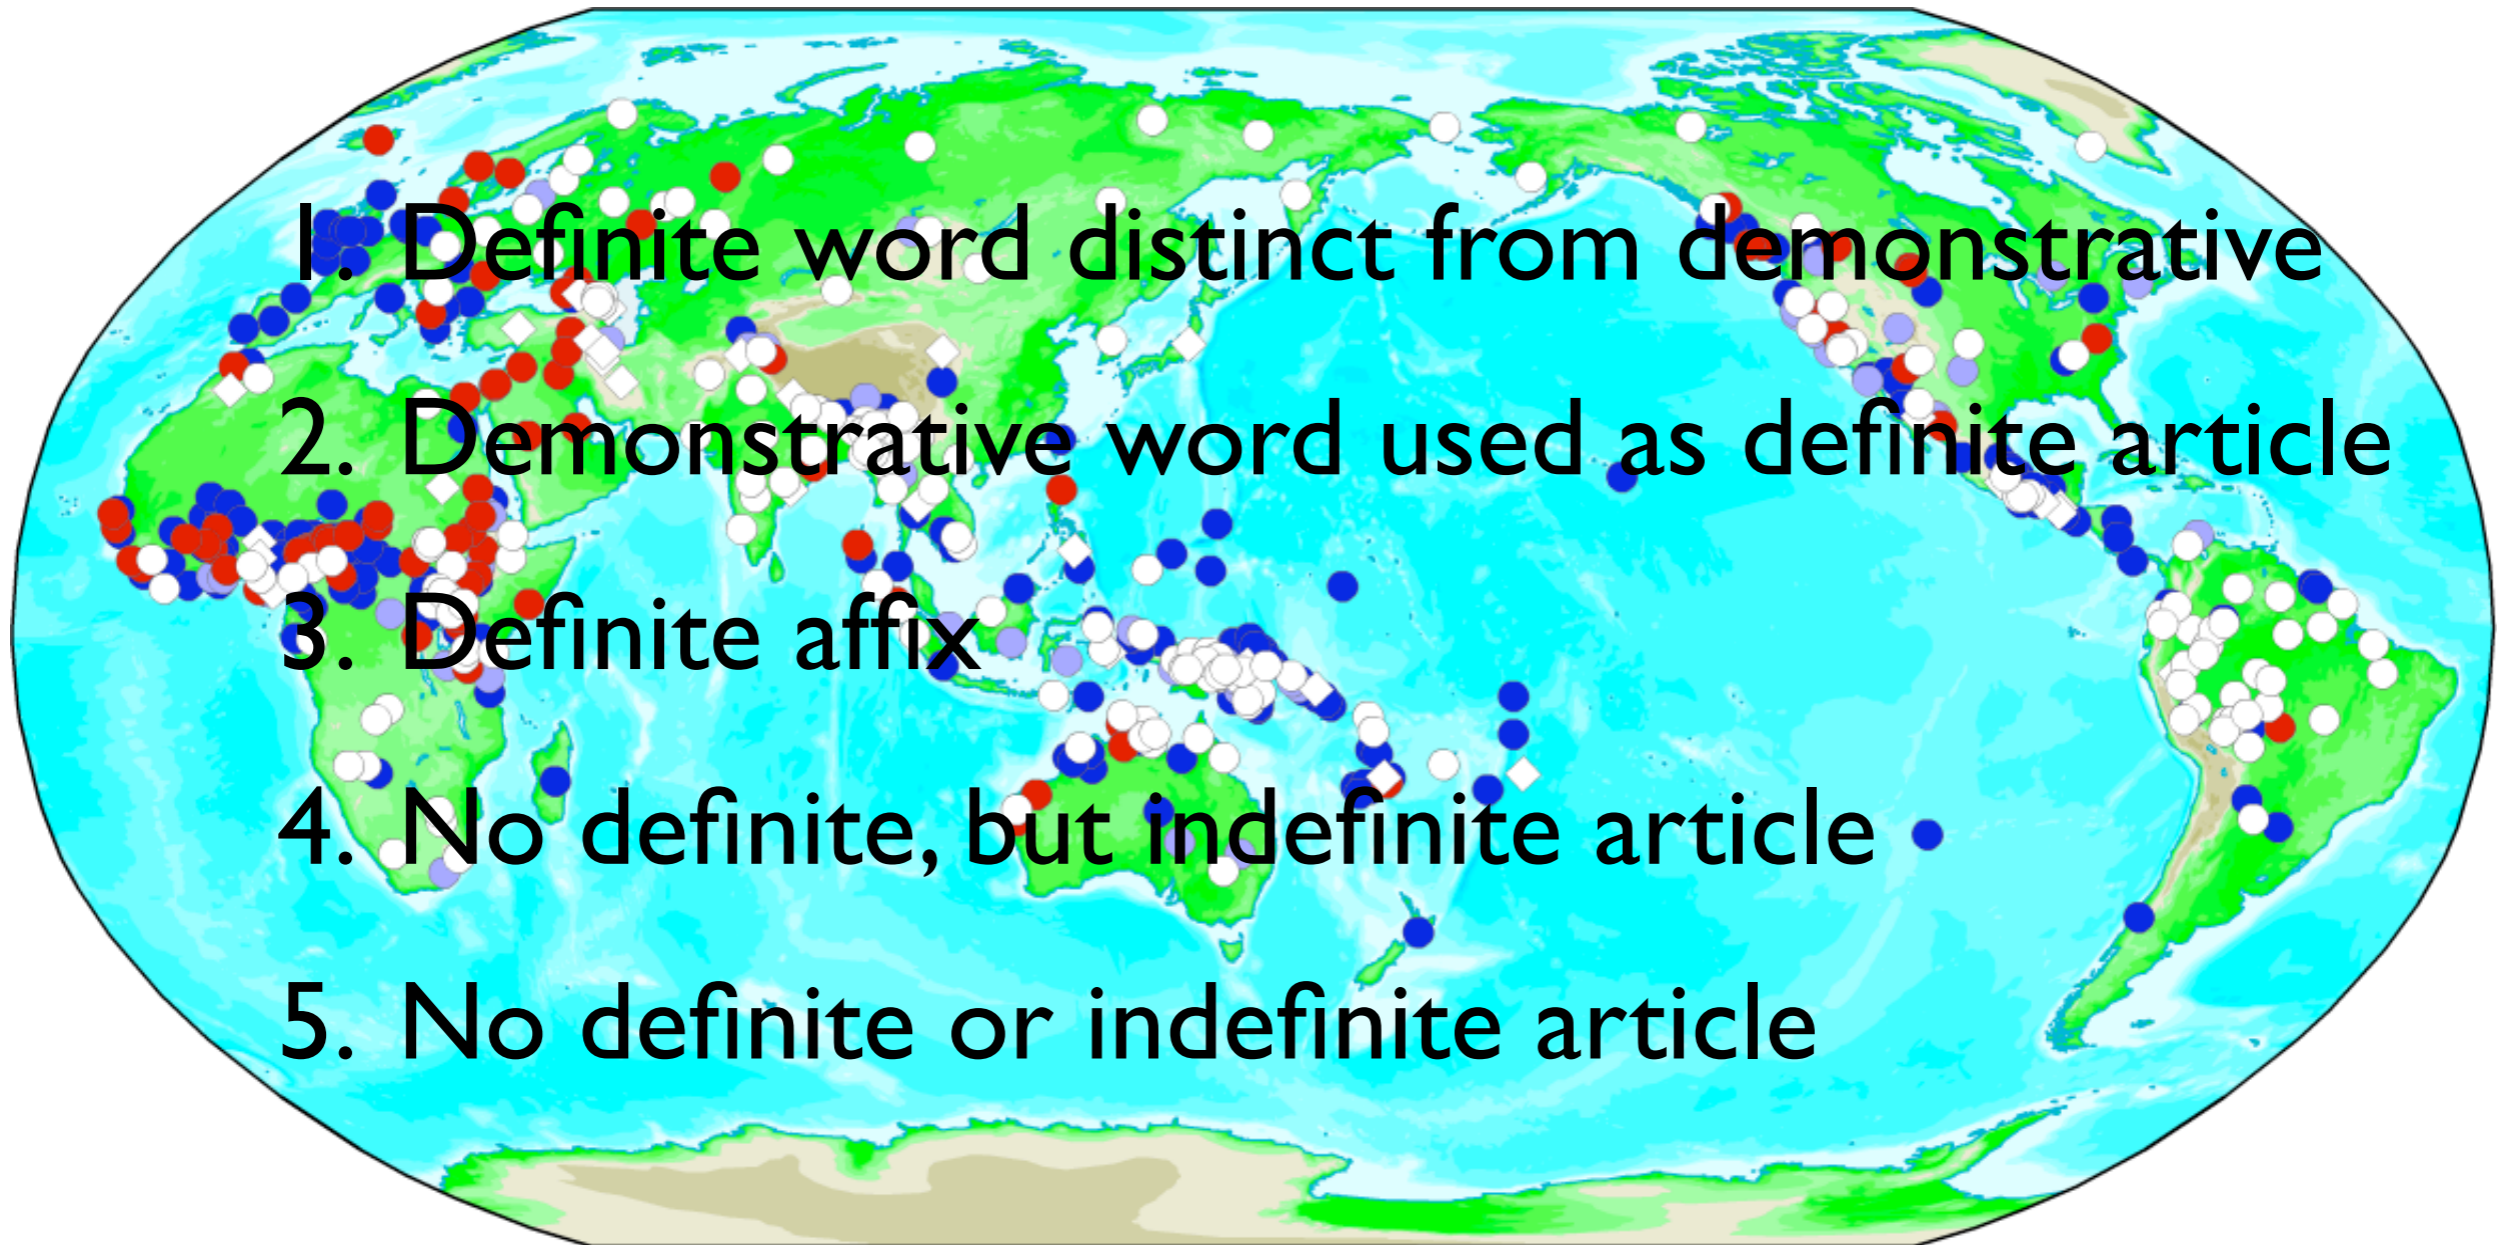 1. Definite word distinct from demonstrative
2. Demonstrative word used as definite article
3. Definite affix
4. No definite, but indefinite article
5. No definite or indefinite article